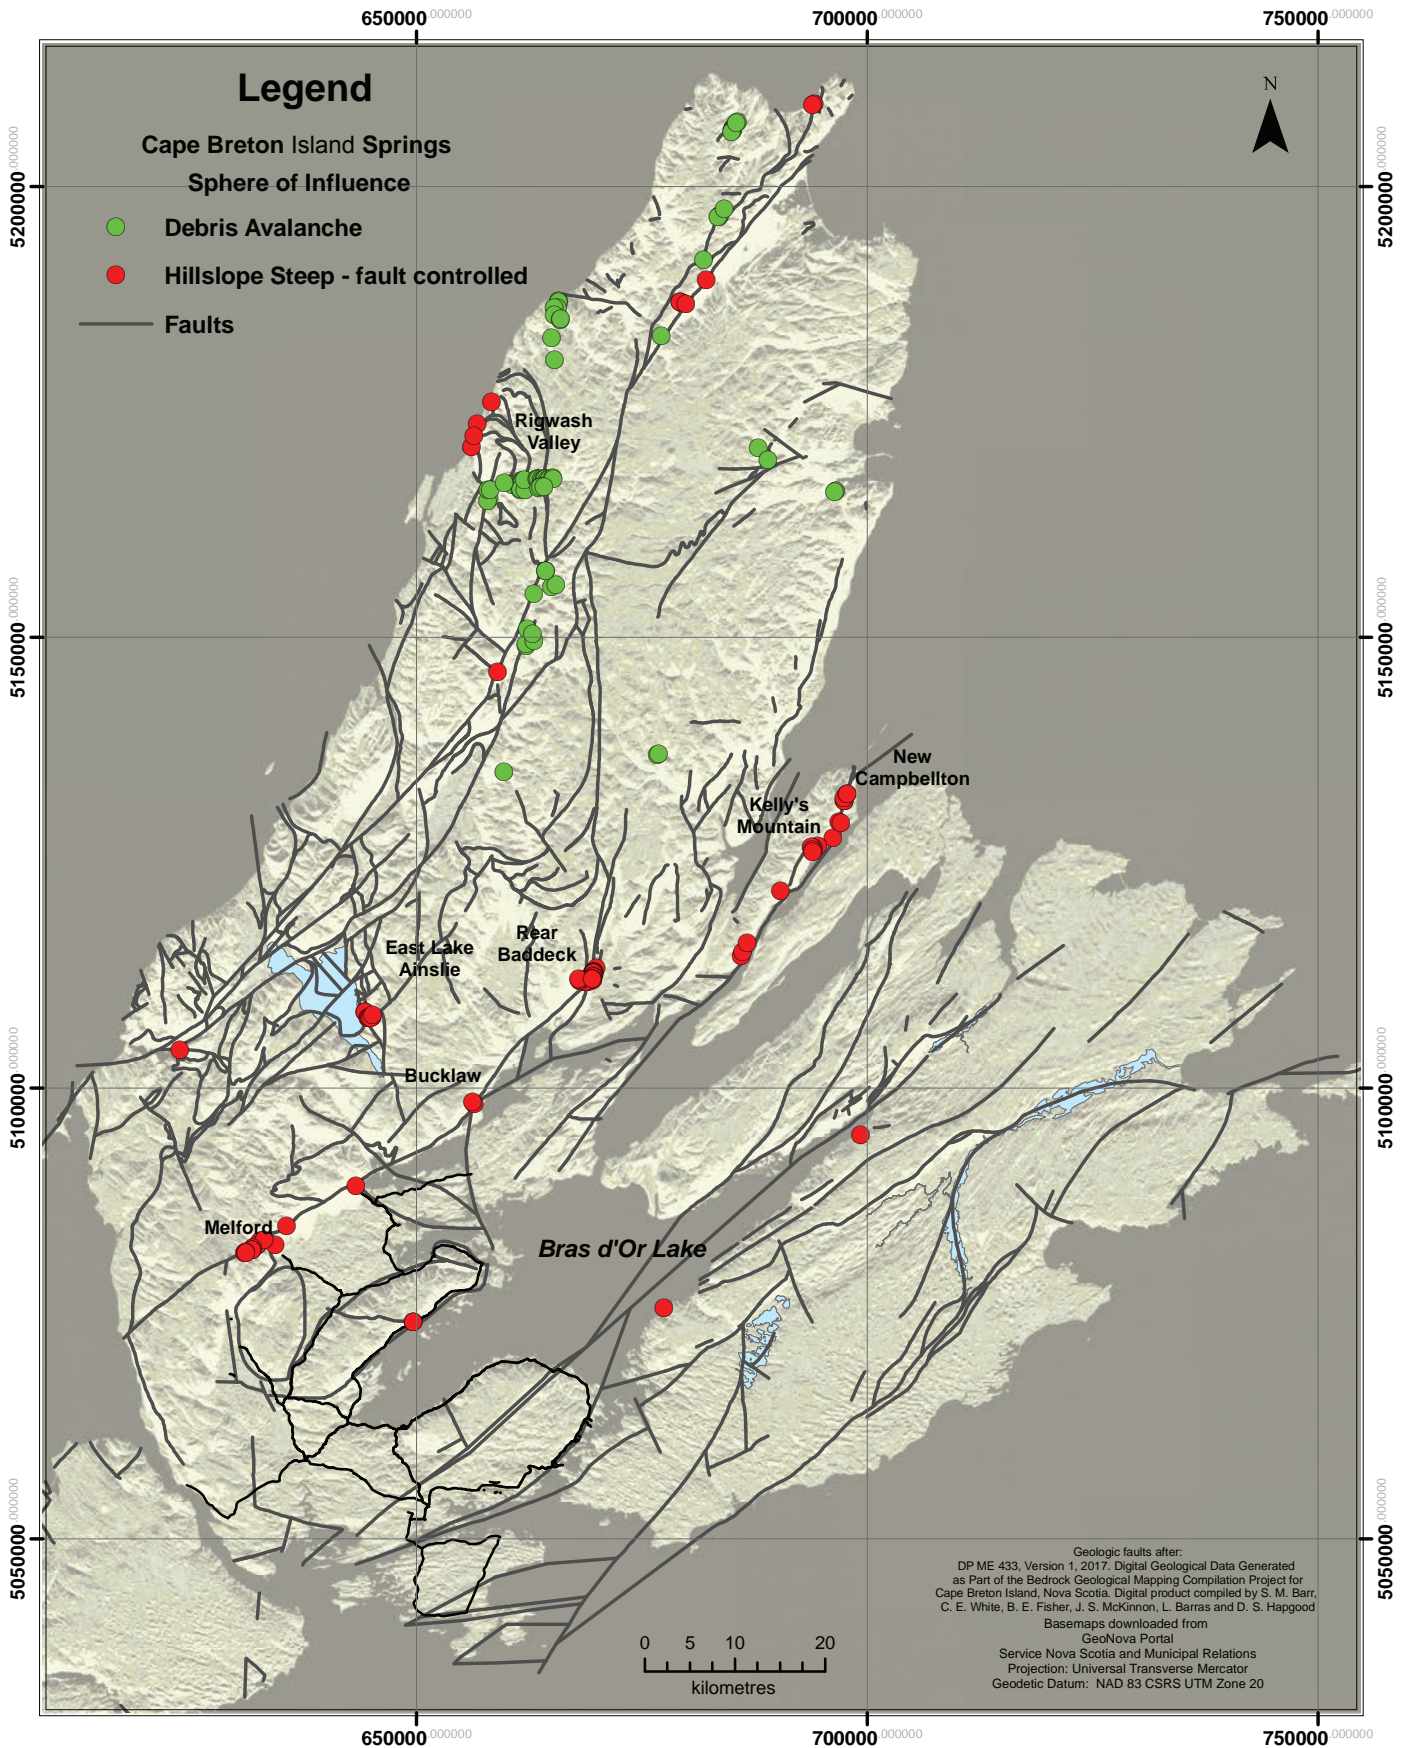 650000.000000 700000.000000 750000.000000
Legend
Cape Breton Island Springs
Sphere of Influence
Debris Avalanche
Hillslope Steep - fault controlled
Faults
N
5200000.000000
5200000.000000
Rigwash
Valley
5150000.000000
5150000.000000
New
Campbellton
Kelly's
Mountain
Rear
Baddeck
East Lake
Ainslie
Bucklaw
5100000.000000
5100000.000000
Melford
Bras d'Or Lake
5050000.000000
5050000.000000
Geologic faults after:
DP ME 433, Version 1, 2017. Digital Geological Data Generated
as Part of the Bedrock Geological Mapping Compilation Project for
Cape Breton Island, Nova Scotia. Digital product compiled by S. M. Barr,
C. E. White, B. E. Fisher, J. S. McKinnon, L. Barras and D. S. Hapgood
Basemaps downloaded from
GeoNova Portal
Service Nova Scotia and Municipal Relations
Projection: Universal Transverse Mercator
Geodetic Datum: NAD 83 CSRS UTM Zone 20
0 5 10 20
kilometres
650000.000000 700000.000000 750000.000000